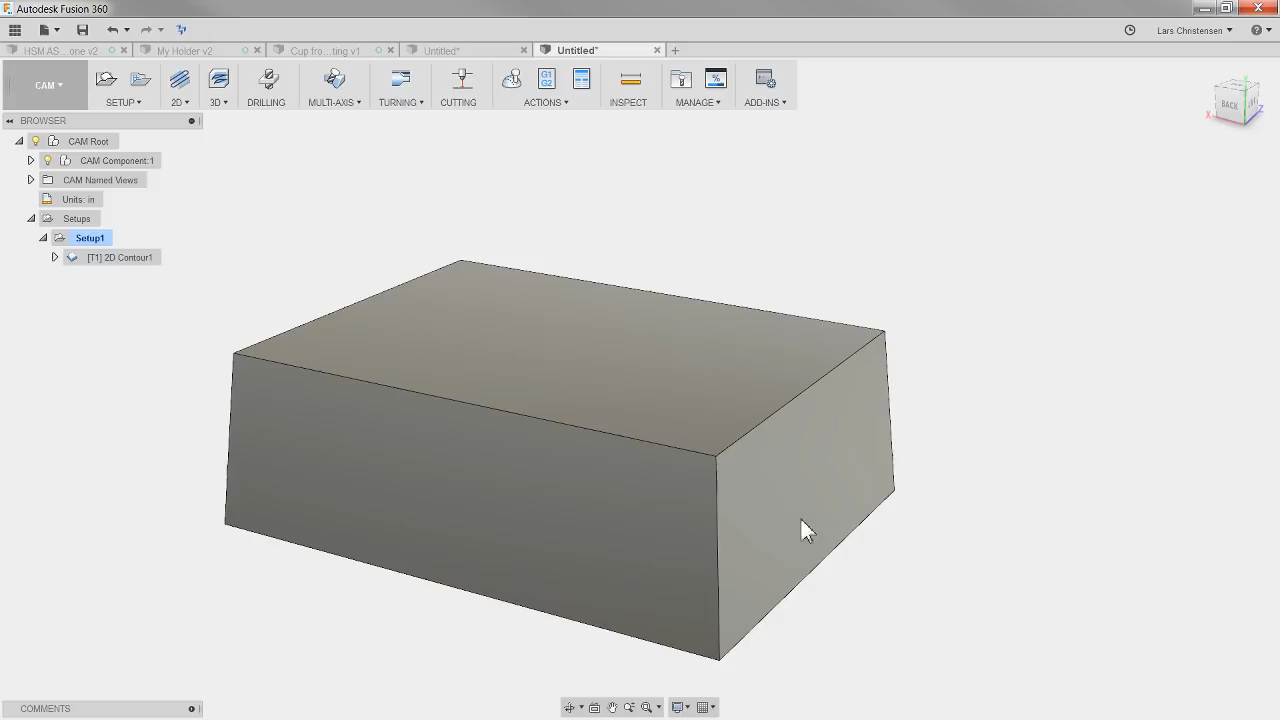 Autodesk Fusion 360
Lars Christensen
HSM AS...one v2
My Holder v2
Cup fro...ting v1
Untitled*
Untitled*
CAM
SETUP
2D
3D
DRILLING
MULTI-AXIS
TURNING
CUTTING
G1
G2
ACTIONS
INSPECT
MANAGE
ADD-INS
BROWSER
CAM Root
CAM Component:1
CAM Named Views
Units: in
Setups
Setup1
[T1] 2D Contour1
BACK
X
Y
Z
COMMENTS